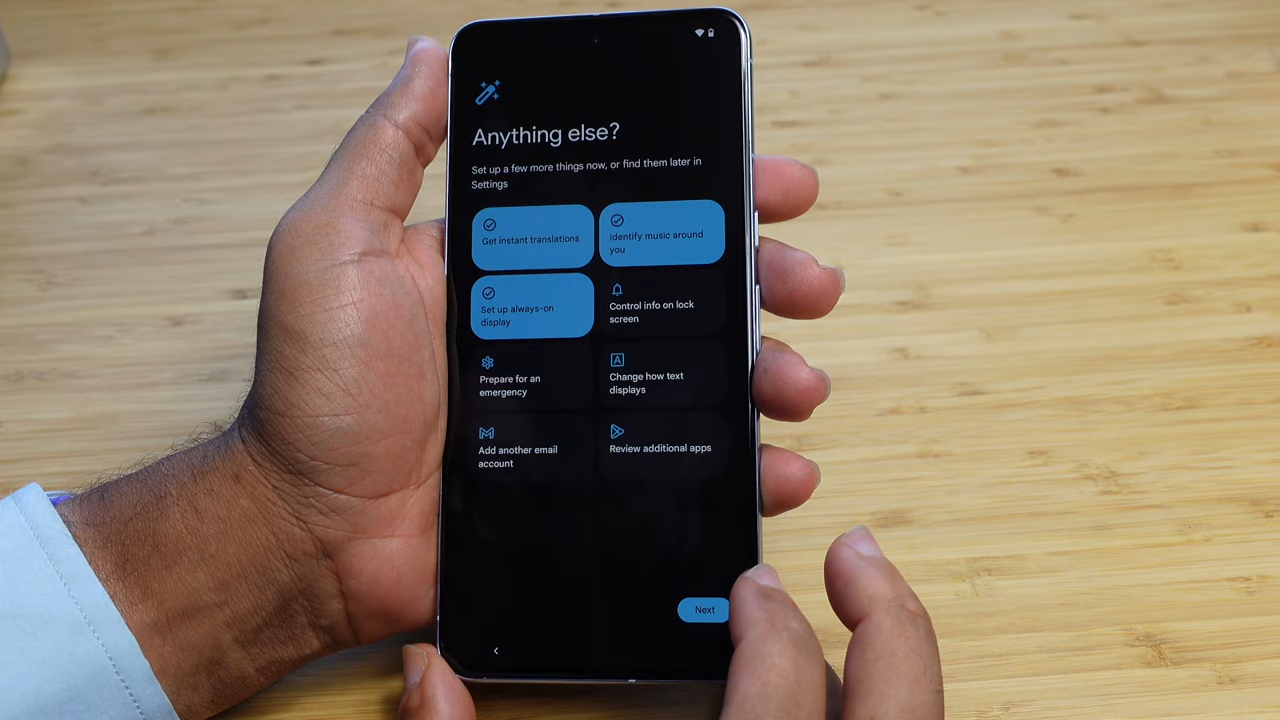 Anything else?
Set up a few more things now, or find them later in
Settings
Get instant translations
Identify music around
you
Set up always-on
display
Control info on lock
screen
Prepare for an
emergency
Change how text
displays
Add another email
account
Review additional apps
Next